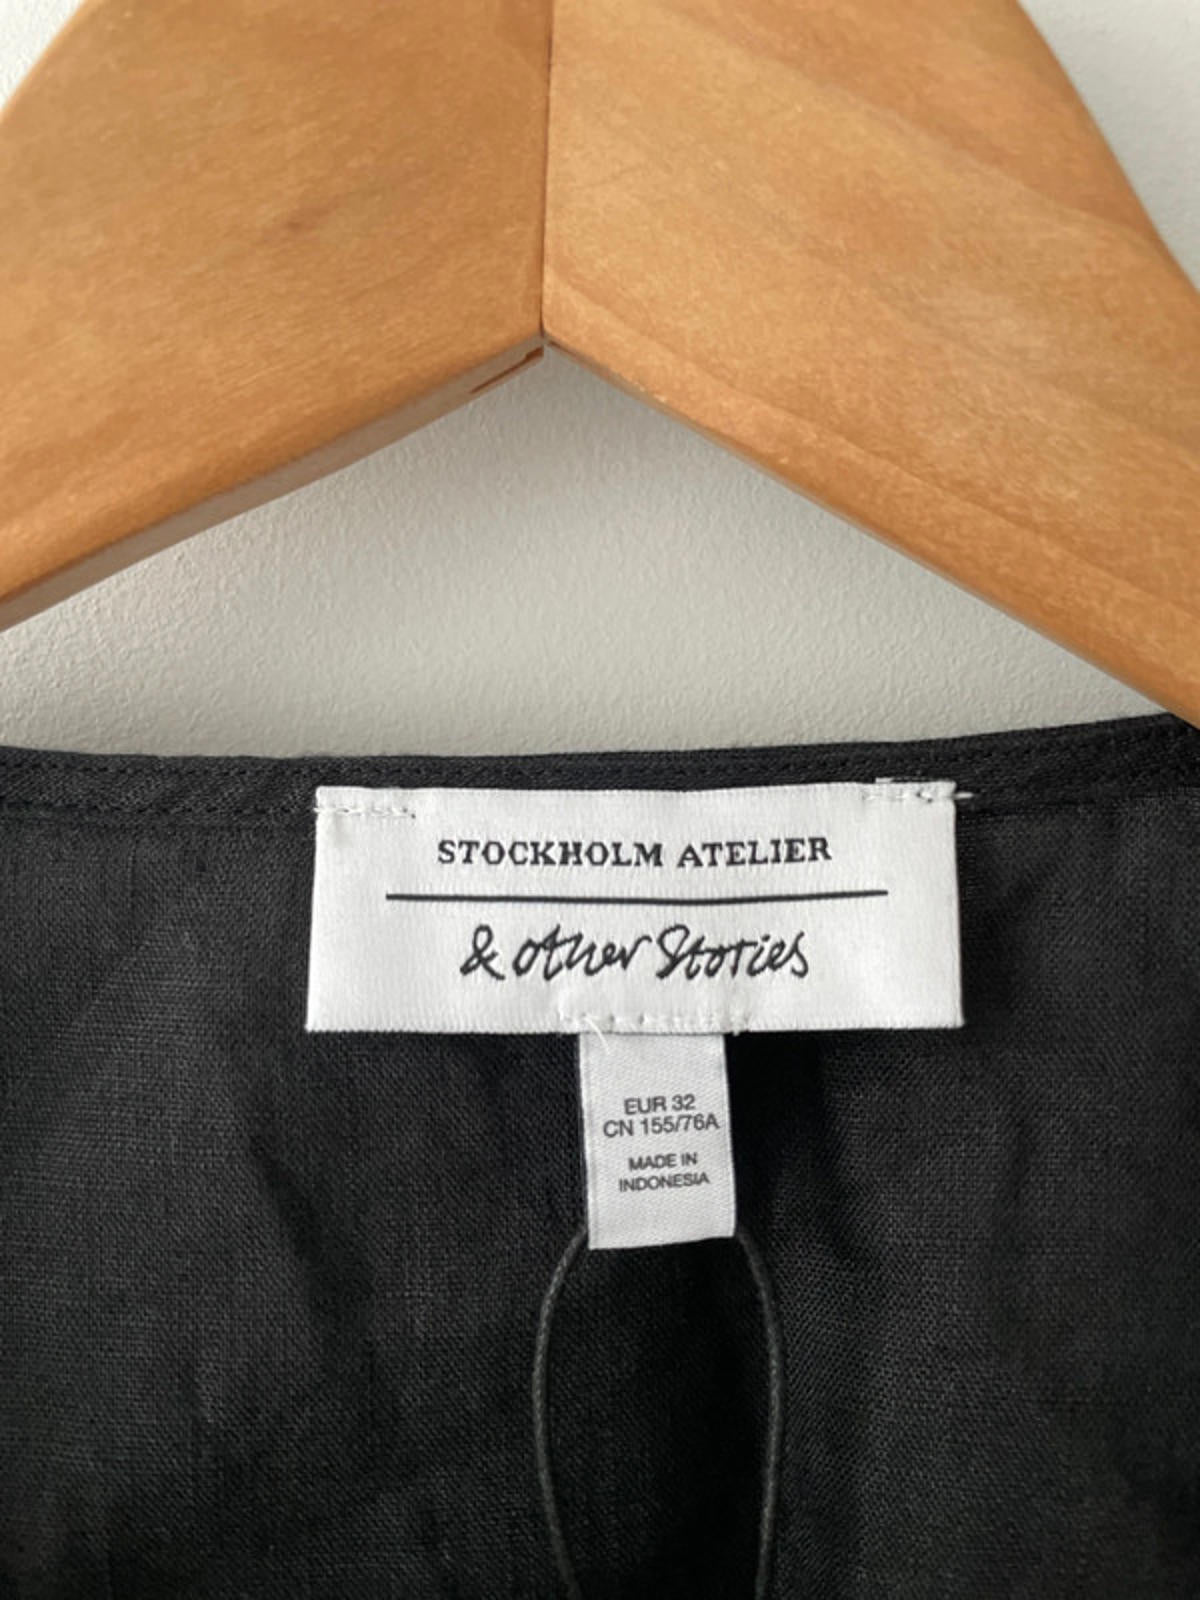 STOCKHOLM ATELIER
& other Stories
EUR 32
CN 155/76A
MADE IN
INDONESIA